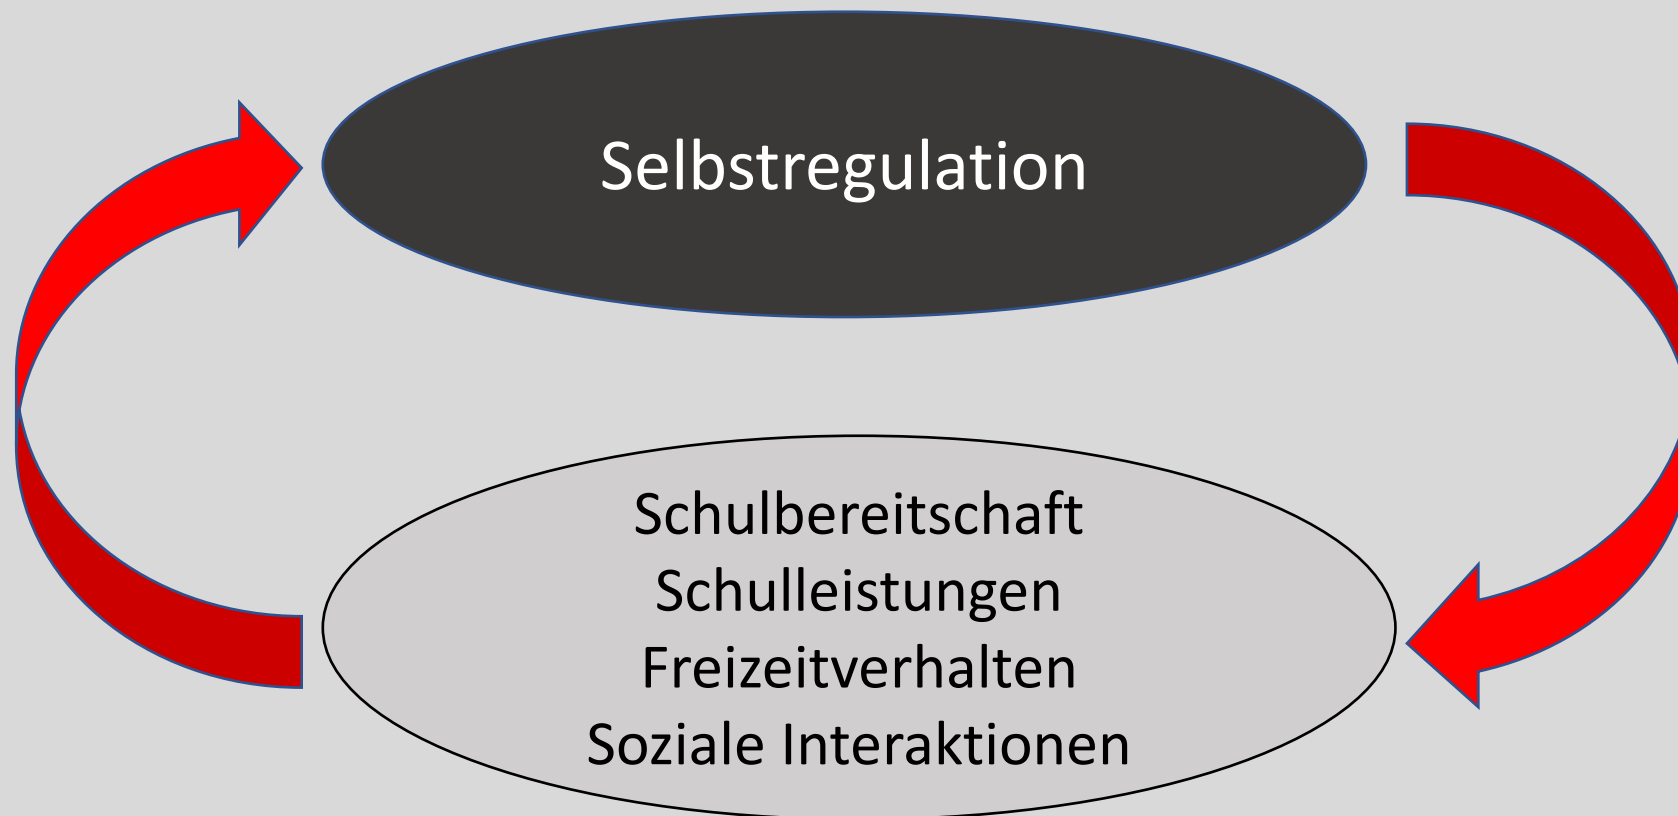 Selbstregulation
Schulbereitschaft
Schulleistungen
Freizeitverhalten
Soziale Interaktionen